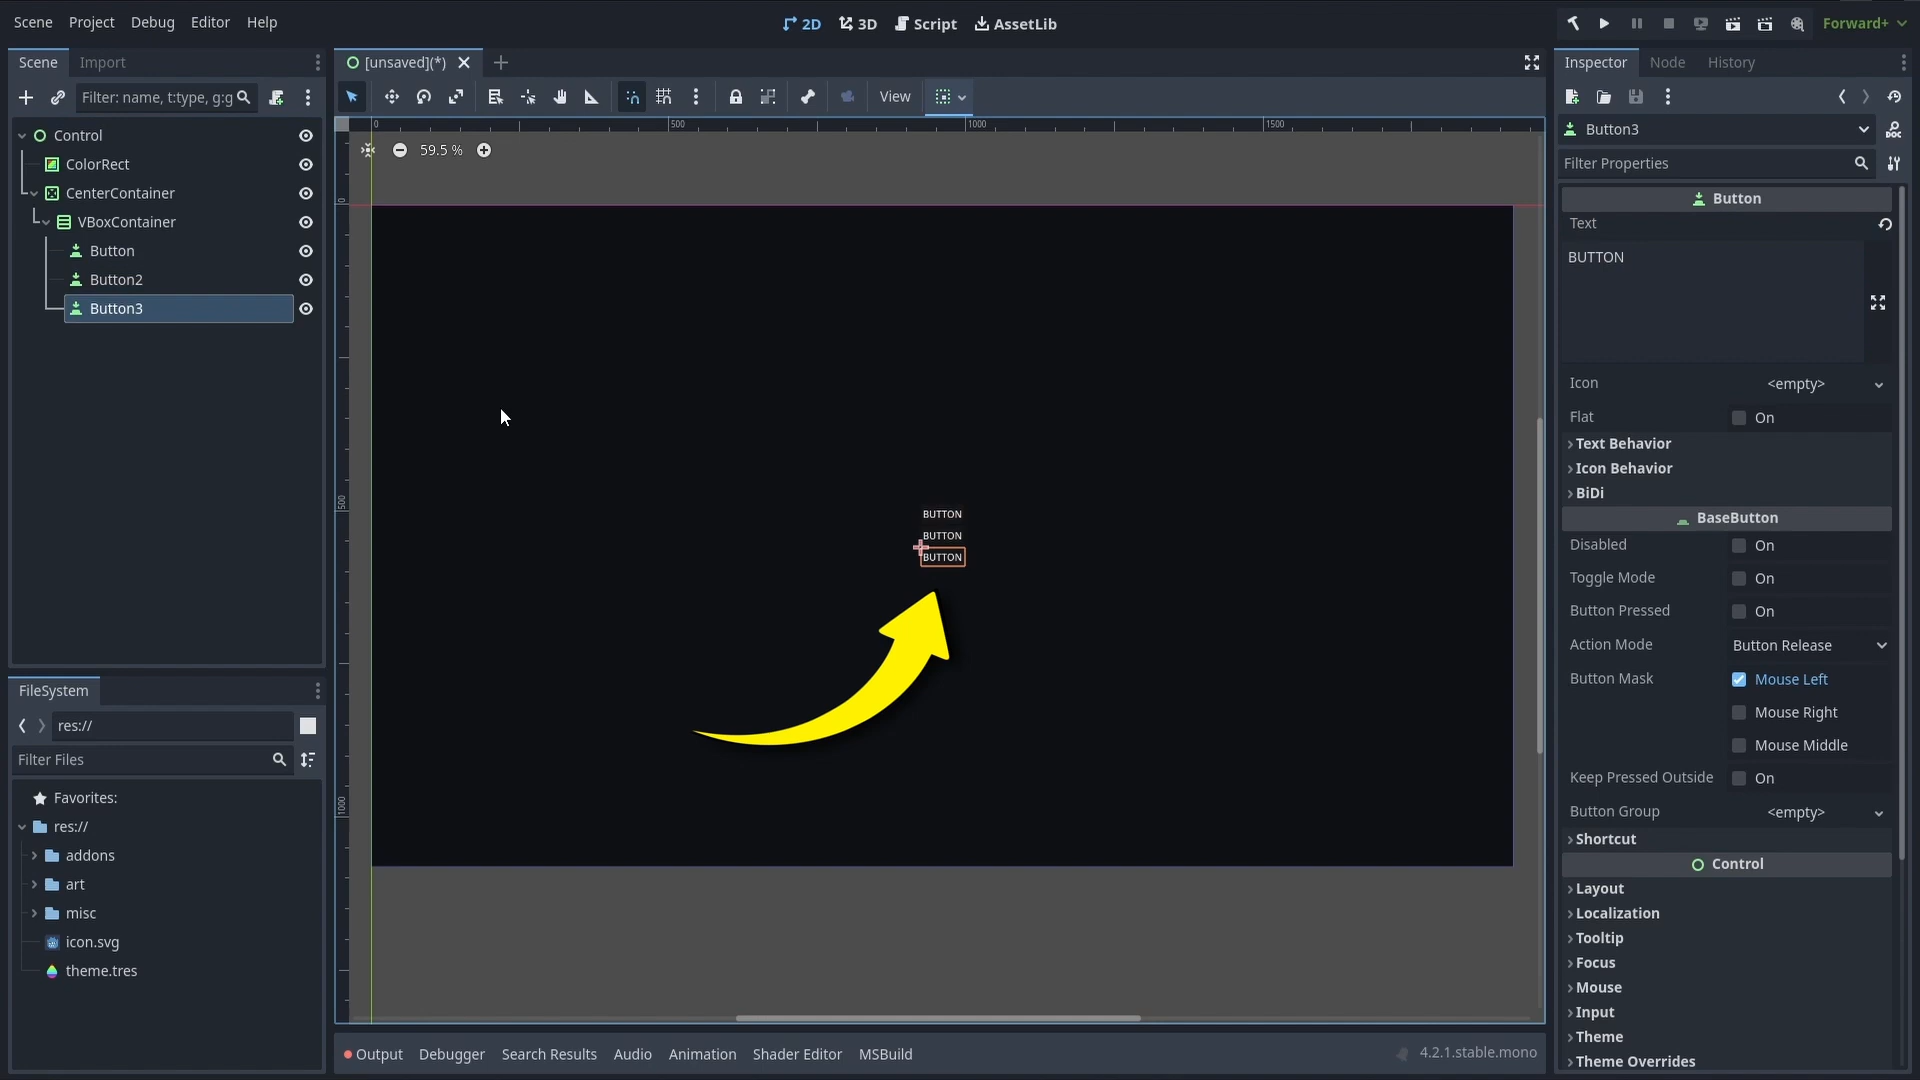 Scene Project Debug Editor Help
2D 3D Script AssetLib
Forward+
Scene Import
Filter: name, t:type, g:g
Control
ColorRect
CenterContainer
VBoxContainer
Button
Button2
Button3
FileSystem
res://
Filter Files
Favorites:
res://
addons
art
misc
icon.svg
theme.tres
[unsaved](*)
View
0 500 1000 1500
59.5 %
0
500
1000
BUTTON
BUTTON
BUTTON
Output Debugger Search Results Audio Animation Shader Editor MSBuild
4.2.1.stable.mono
Inspector Node History
Button3
Filter Properties
Button
Text
BUTTON
Icon <empty>
Flat On
Text Behavior
Icon Behavior
BiDi
BaseButton
Disabled On
Toggle Mode On
Button Pressed On
Action Mode Button Release
Button Mask Mouse Left
Mouse Right
Mouse Middle
Keep Pressed Outside On
Button Group <empty>
Shortcut
Control
Layout
Localization
Tooltip
Focus
Mouse
Input
Theme
Theme Overrides